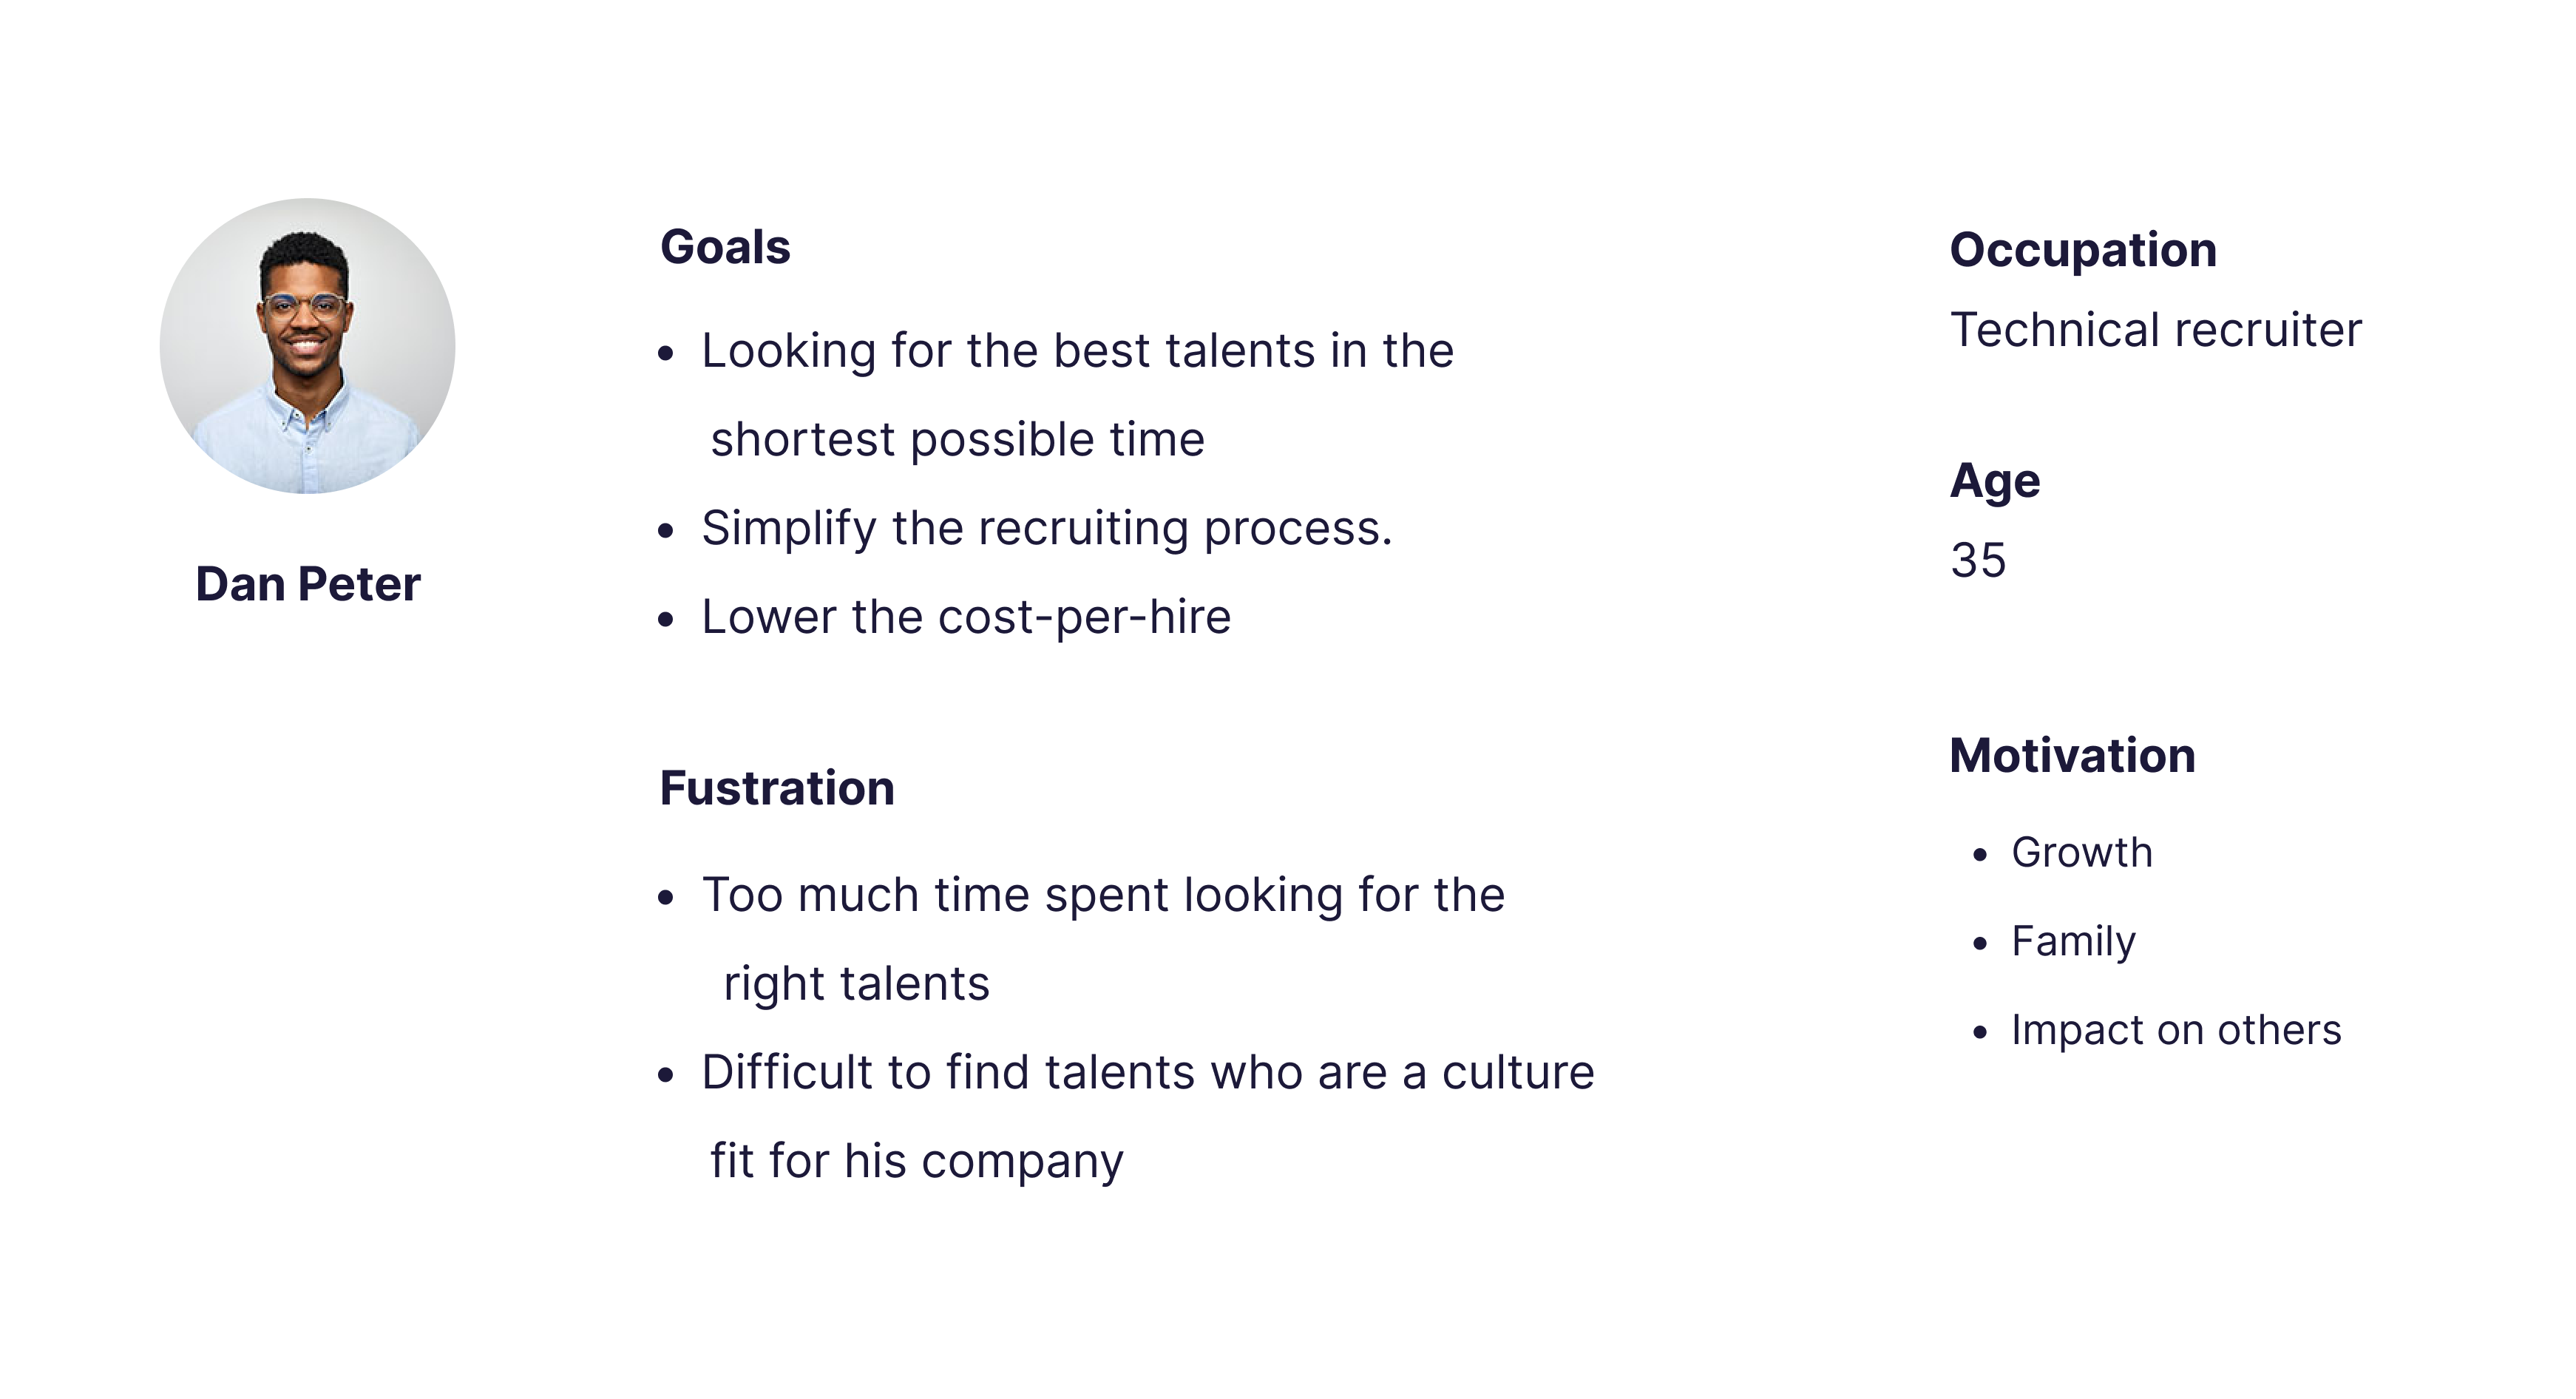 Dan Peter
Goals
• Looking for the best talents in the
shortest possible time
• Simplify the recruiting process.
• Lower the cost-per-hire
Fustration
• Too much time spent looking for the
right talents
• Difficult to find talents who are a culture
fit for his company
Occupation
Technical recruiter
Age
35
Motivation
• Growth
• Family
• Impact on others